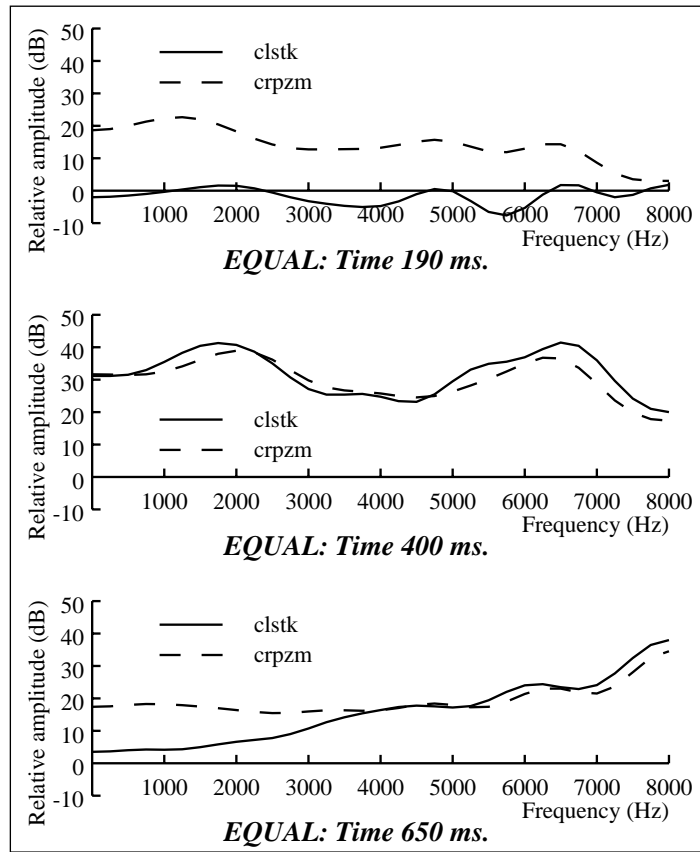 Relative amplitude (dB)
50
40
30
20
10
0
-10
clstk
crpzm
1000 2000 3000 4000 5000 6000 7000 8000
Frequency (Hz)
EQUAL: Time 190 ms.
Relative amplitude (dB)
50
40
30
20
10
0
-10
clstk
crpzm
1000 2000 3000 4000 5000 6000 7000 8000
Frequency (Hz)
EQUAL: Time 400 ms.
Relative amplitude (dB)
50
40
30
20
10
0
-10
clstk
crpzm
1000 2000 3000 4000 5000 6000 7000 8000
Frequency (Hz)
EQUAL: Time 650 ms.